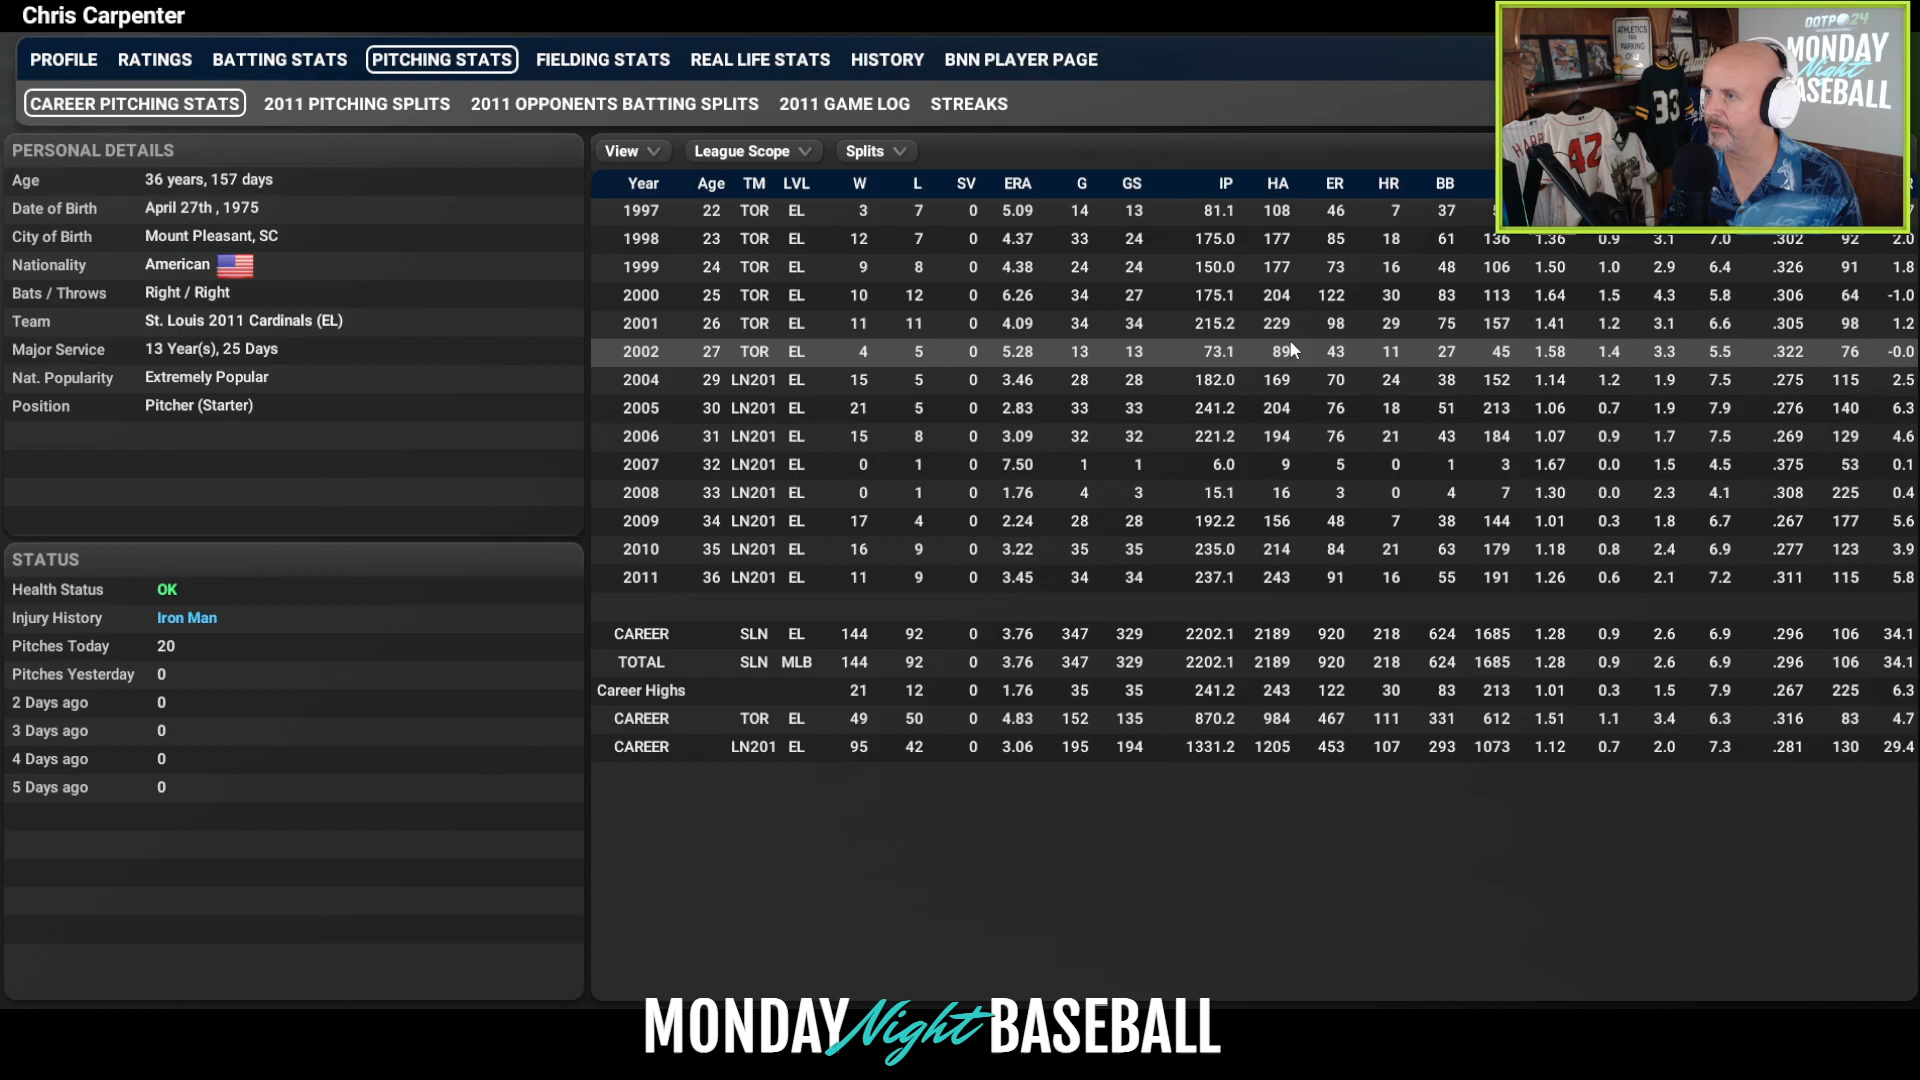 Chris Carpenter
PROFILE RATINGS BATTING STATS PITCHING STATS FIELDING STATS REAL LIFE STATS HISTORY BNN PLAYER PAGE
CAREER PITCHING STATS 2011 PITCHING SPLITS 2011 OPPONENTS BATTING SPLITS 2011 GAME LOG STREAKS
OOTP 24
MONDAY
Night
BASEBALL
ATHLETICS
FAN
PARKING
ONLY
33
42
PERSONAL DETAILS
Age 36 years, 157 days
Date of Birth April 27th , 1975
City of Birth Mount Pleasant, SC
Nationality American
Bats / Throws Right / Right
Team St. Louis 2011 Cardinals (EL)
Major Service 13 Year(s), 25 Days
Nat. Popularity Extremely Popular
Position Pitcher (Starter)
STATUS
Health Status OK
Injury History Iron Man
Pitches Today 20
Pitches Yesterday 0
2 Days ago 0
3 Days ago 0
4 Days ago 0
5 Days ago 0
View League Scope Splits
Year Age TM LVL W L SV ERA G GS IP HA ER HR BB
1997 22 TOR EL 3 7 0 5.09 14 13 81.1 108 46 7 37
1998 23 TOR EL 12 7 0 4.37 33 24 175.0 177 85 18 61 136 1.36 0.9 3.1 7.0 .302 92 2.0
1999 24 TOR EL 9 8 0 4.38 24 24 150.0 177 73 16 48 106 1.50 1.0 2.9 6.4 .326 91 1.8
2000 25 TOR EL 10 12 0 6.26 34 27 175.1 204 122 30 83 113 1.64 1.5 4.3 5.8 .306 64 -1.0
2001 26 TOR EL 11 11 0 4.09 34 34 215.2 229 98 29 75 157 1.41 1.2 3.1 6.6 .305 98 1.2
2002 27 TOR EL 4 5 0 5.28 13 13 73.1 89 43 11 27 45 1.58 1.4 3.3 5.5 .322 76 -0.0
2004 29 LN201 EL 15 5 0 3.46 28 28 182.0 169 70 24 38 152 1.14 1.2 1.9 7.5 .275 115 2.5
2005 30 LN201 EL 21 5 0 2.83 33 33 241.2 204 76 18 51 213 1.06 0.7 1.9 7.9 .276 140 6.3
2006 31 LN201 EL 15 8 0 3.09 32 32 221.2 194 76 21 43 184 1.07 0.9 1.7 7.5 .269 129 4.6
2007 32 LN201 EL 0 1 0 7.50 1 1 6.0 9 5 0 1 3 1.67 0.0 1.5 4.5 .375 53 0.1
2008 33 LN201 EL 0 1 0 1.76 4 3 15.1 16 3 0 4 7 1.30 0.0 2.3 4.1 .308 225 0.4
2009 34 LN201 EL 17 4 0 2.24 28 28 192.2 156 48 7 38 144 1.01 0.3 1.8 6.7 .267 177 5.6
2010 35 LN201 EL 16 9 0 3.22 35 35 235.0 214 84 21 63 179 1.18 0.8 2.4 6.9 .277 123 3.9
2011 36 LN201 EL 11 9 0 3.45 34 34 237.1 243 91 16 55 191 1.26 0.6 2.1 7.2 .311 115 5.8
CAREER SLN EL 144 92 0 3.76 347 329 2202.1 2189 920 218 624 1685 1.28 0.9 2.6 6.9 .296 106 34.1
TOTAL SLN MLB 144 92 0 3.76 347 329 2202.1 2189 920 218 624 1685 1.28 0.9 2.6 6.9 .296 106 34.1
Career Highs 21 12 0 1.76 35 35 241.2 243 122 30 83 213 1.01 0.3 1.5 7.9 .267 225 6.3
CAREER TOR EL 49 50 0 4.83 152 135 870.2 984 467 111 331 612 1.51 1.1 3.4 6.3 .316 83 4.7
CAREER LN201 EL 95 42 0 3.06 195 194 1331.2 1205 453 107 293 1073 1.12 0.7 2.0 7.3 .281 130 29.4
MONDAY Night BASEBALL